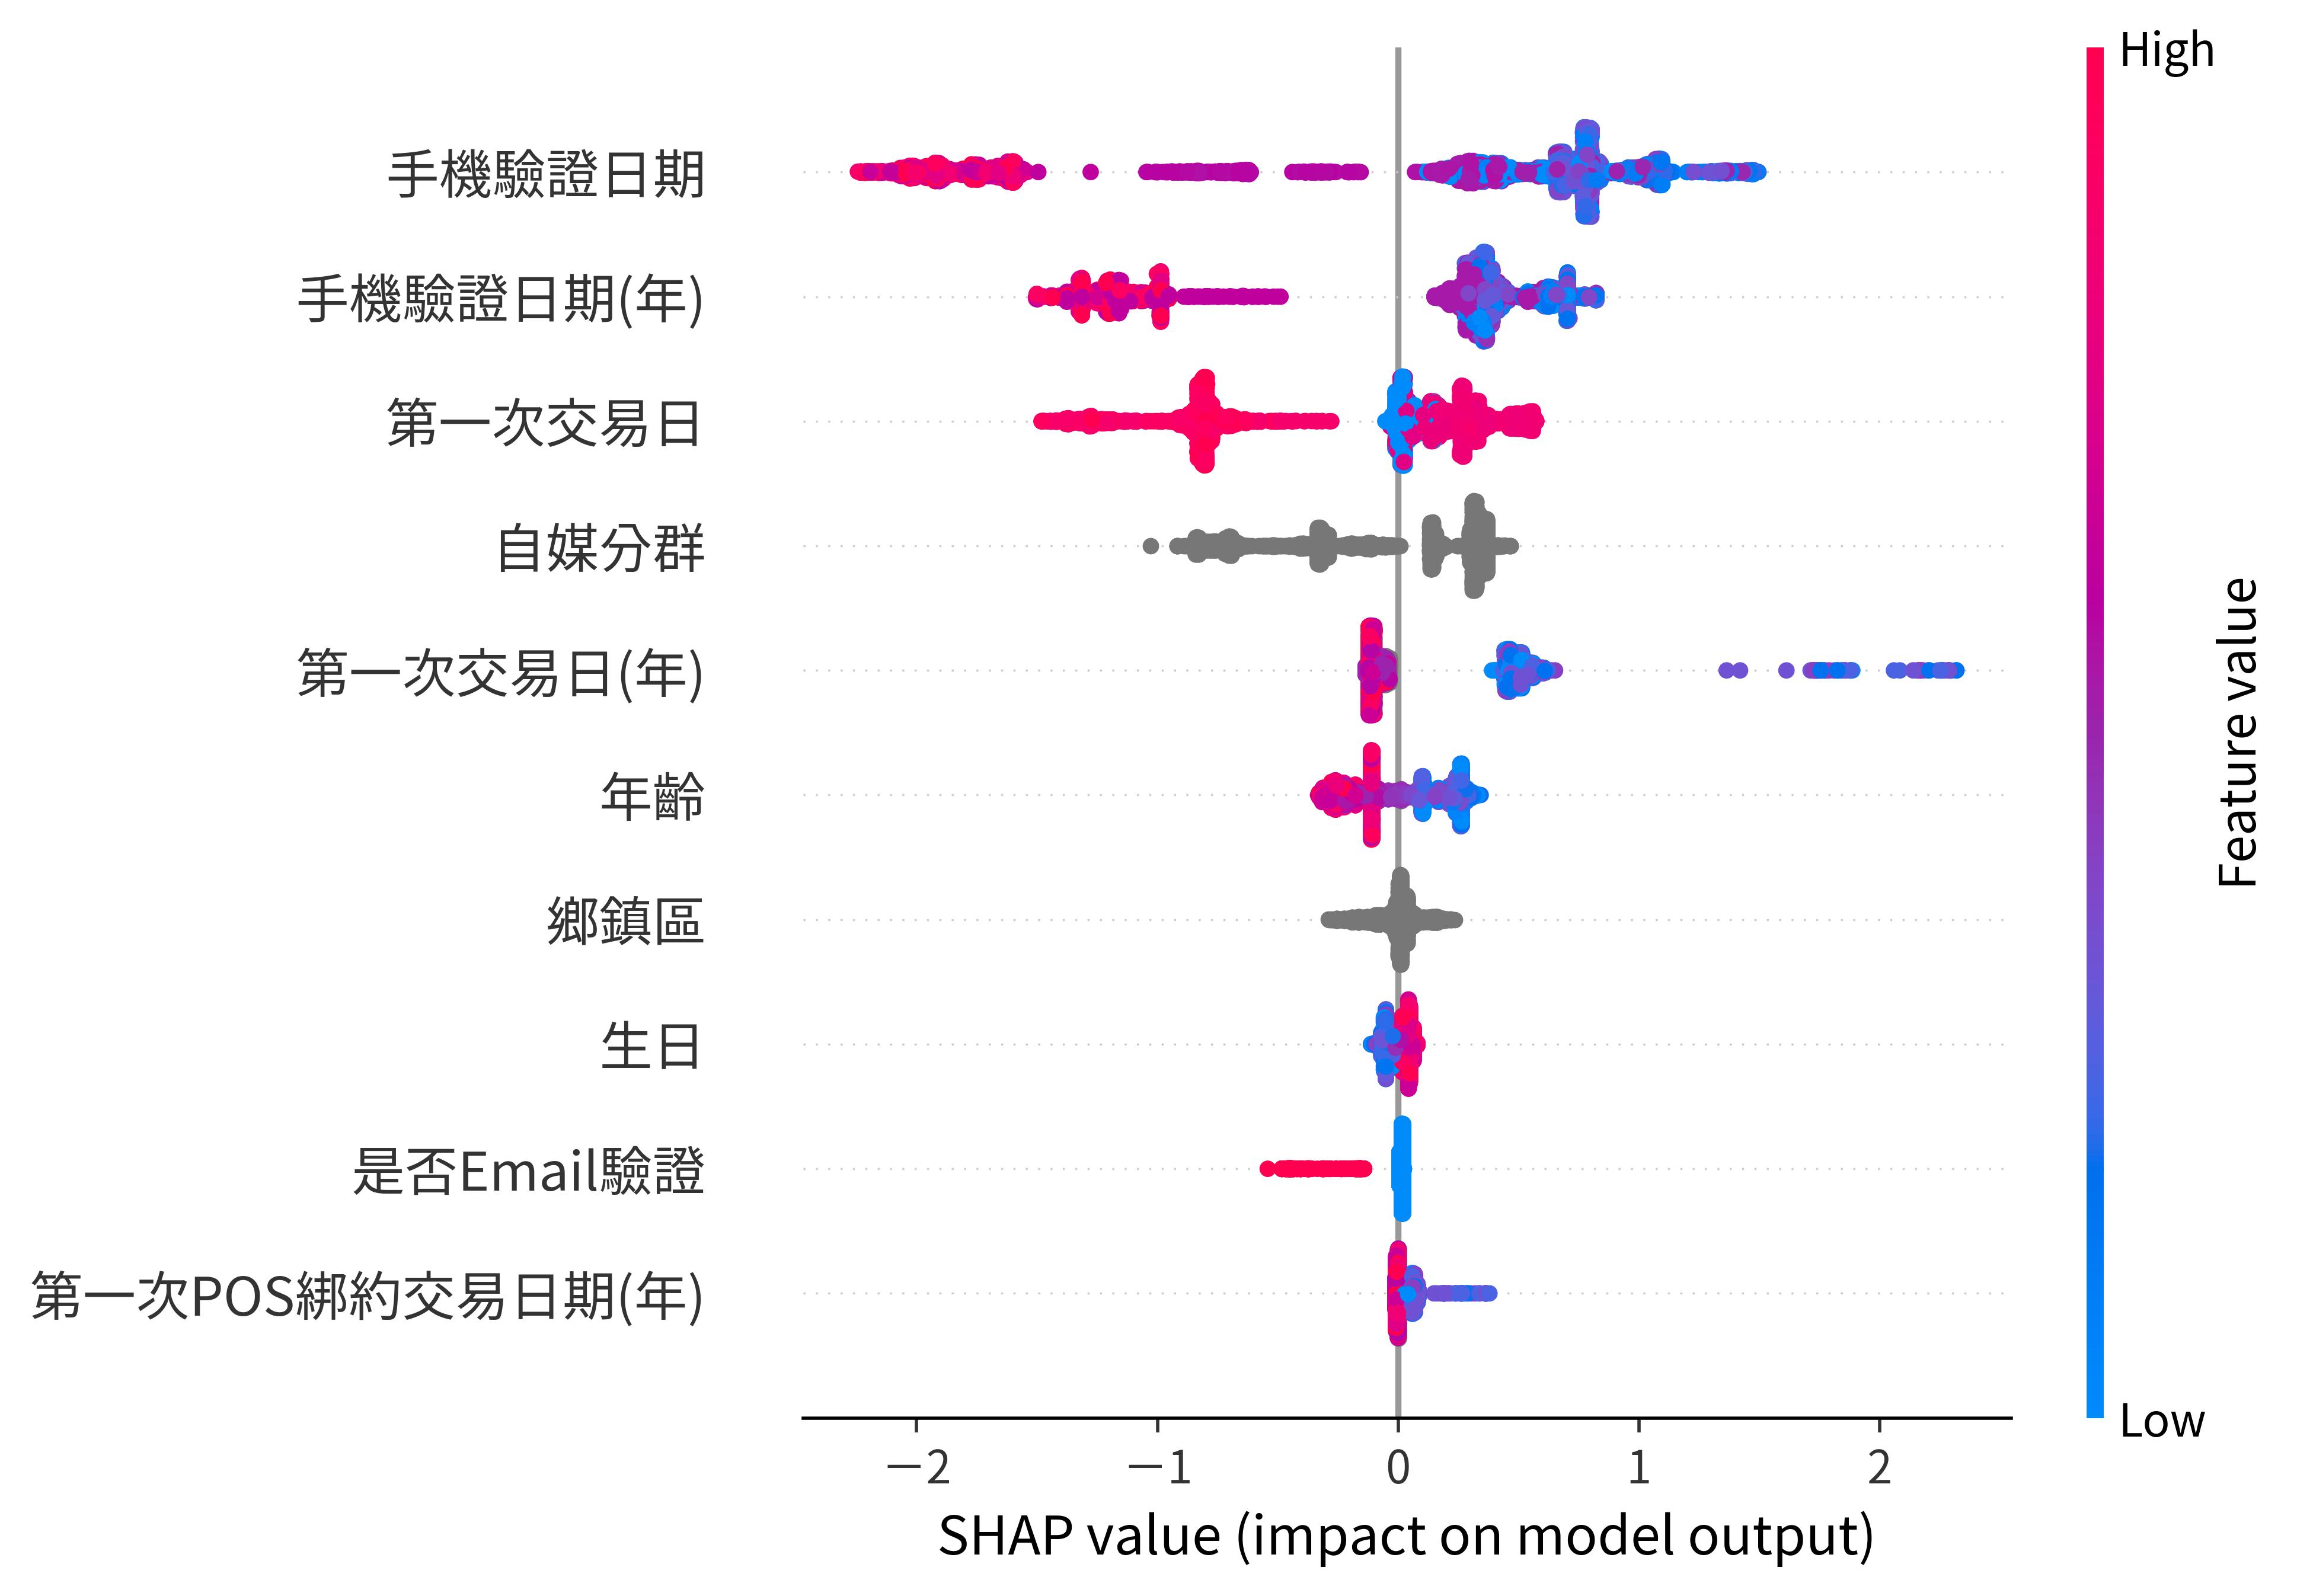 High
手機驗證日期
手機驗證日期(年)
第一次交易日
自媒分群
第一次交易日(年)
年齡
鄉鎮區
生日
是否Email驗證
第一次POS綁約交易日期(年)
Feature value
Low
−2 −1 0 1 2
SHAP value (impact on model output)